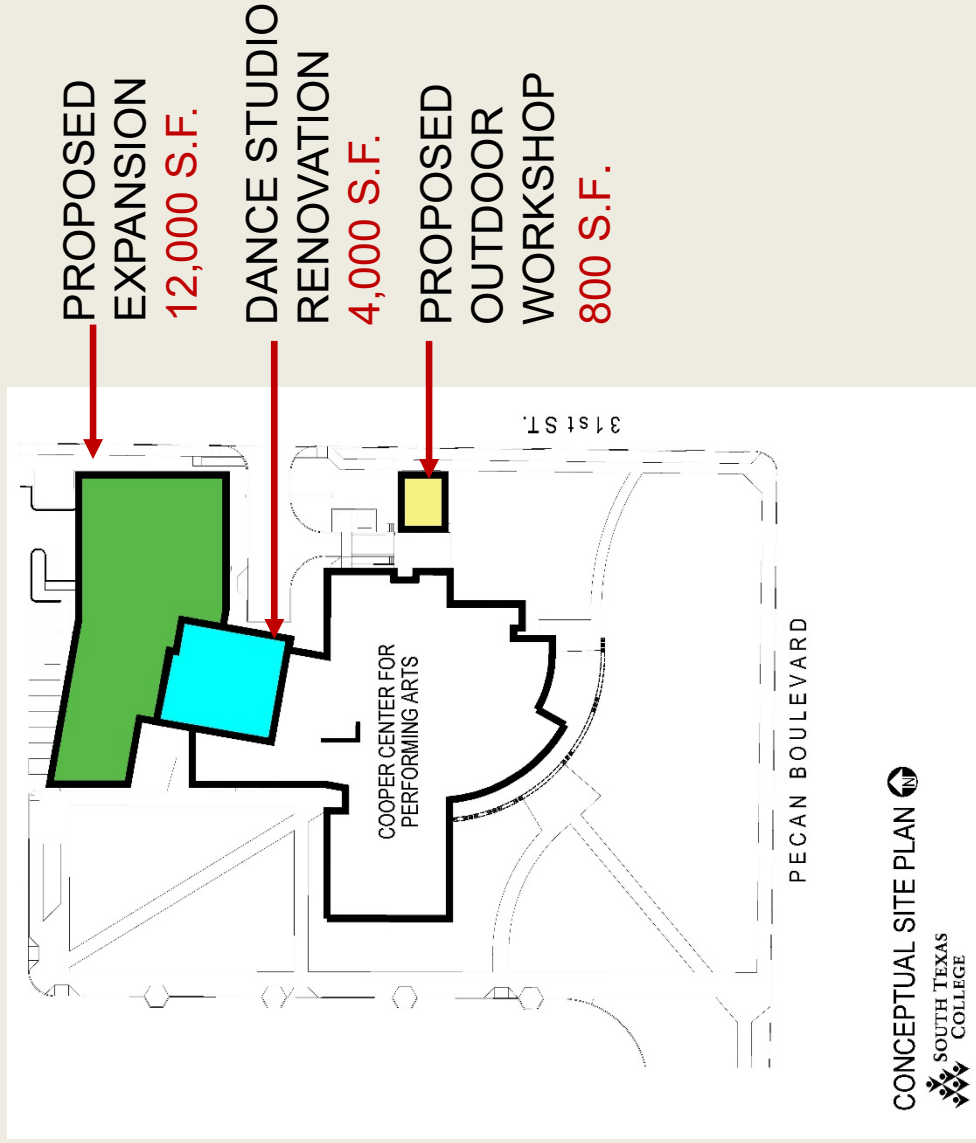 PROPOSED
EXPANSION
12,000 S.F.
DANCE STUDIO
RENOVATION
4,000 S.F.
PROPOSED
OUTDOOR
WORKSHOP
800 S.F.
31st ST.
COOPER CENTER FOR
PERFORMING ARTS
PECAN BOULEVARD
CONCEPTUAL SITE PLAN
N
SOUTH TEXAS
COLLEGE